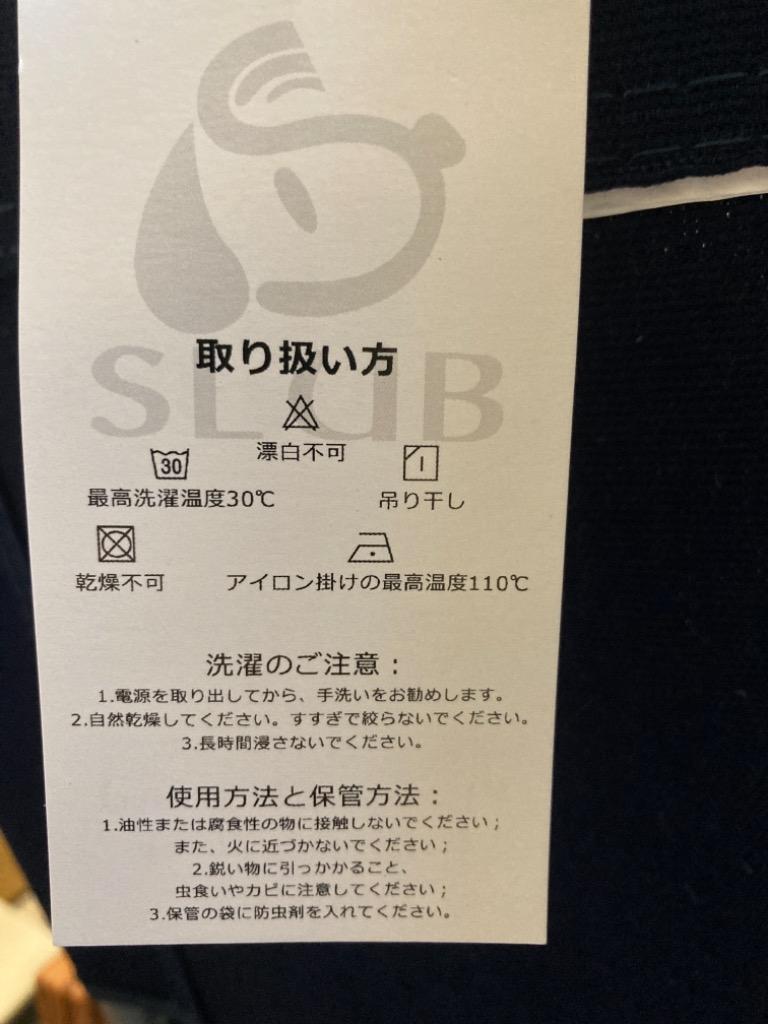 SLUB
取り扱い方
漂白不可
30
最高洗濯温度30℃
吊り干し
乾燥不可
アイロン掛けの最高温度110℃
洗濯のご注意：
1.電源を取り出してから、手洗いをお勧めします。
2.自然乾燥してください。すすぎで絞らないでください。
3.長時間浸さないでください。
使用方法と保管方法：
1.油性または腐食性の物に接触しないでください；
また、火に近づかないでください；
2.鋭い物に引っかかること、
虫食いやカビに注意してください；
3.保管の袋に防虫剤を入れてください。